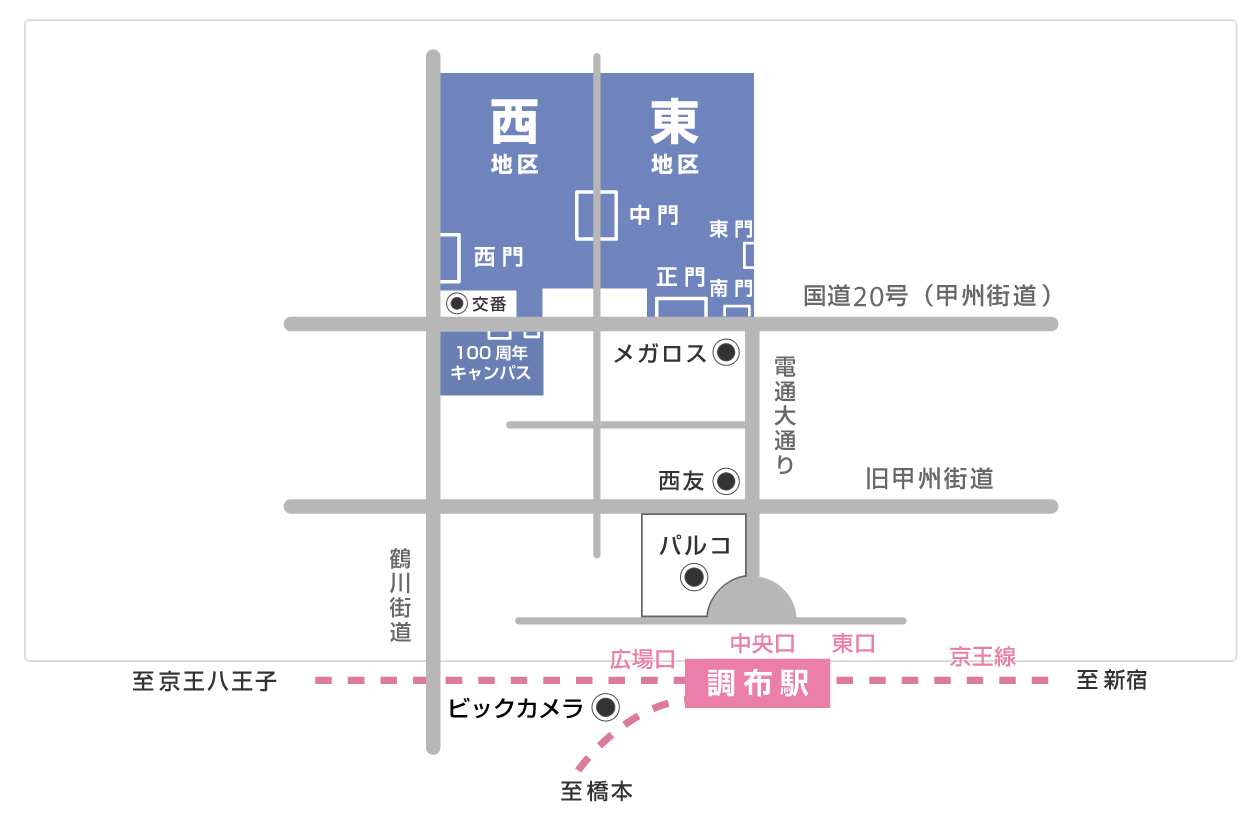 西
地区
東
地区
中門
東門
西門
正門
南門
交番
国道20号（甲州街道）
100周年
キャンパス
メガロス
電通大通り
西友
旧甲州街道
パルコ
鶴川街道
中央口
東口
広場口
京王線
至京王八王子
調布駅
至新宿
ビックカメラ
至橋本